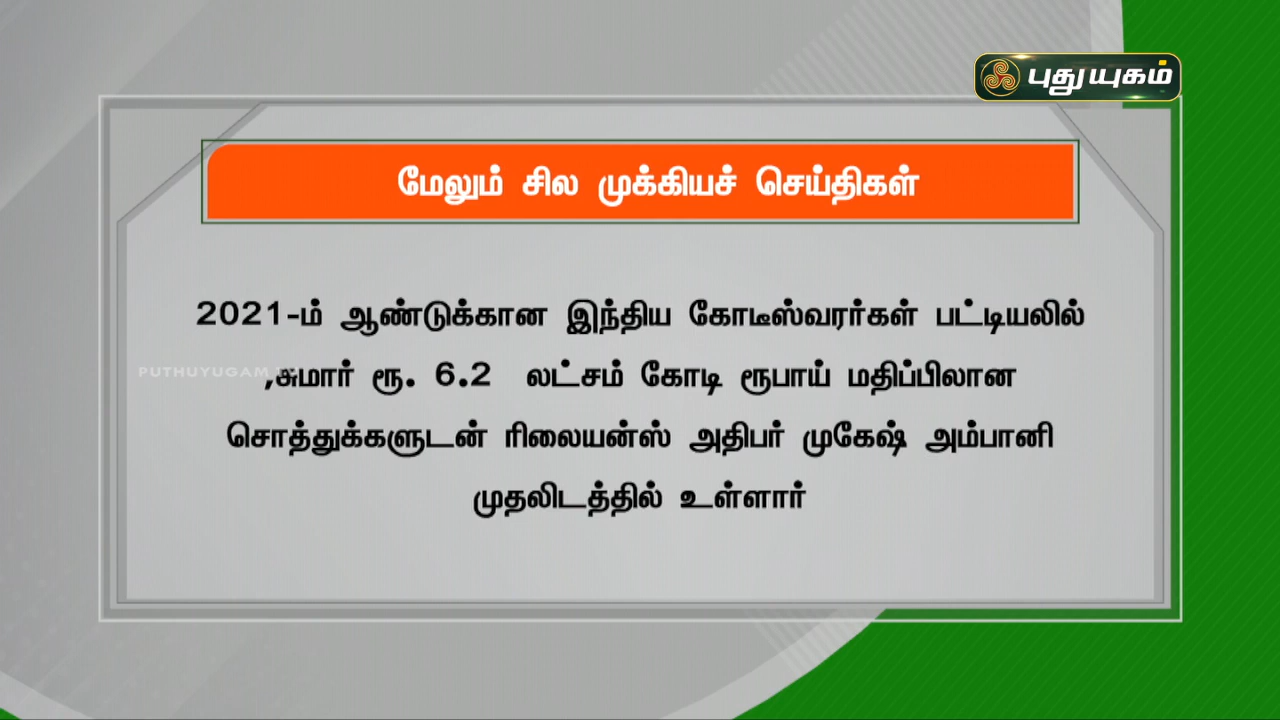 புதுயுகம்
மேலும் சில முக்கியச் செய்திகள்
2021-ம் ஆண்டுக்கான இந்திய கோடீஸ்வரர்கள் பட்டியலில்
,சுமார் ரூ. 6.2 லட்சம் கோடி ரூபாய் மதிப்பிலான
சொத்துக்களுடன் ரிலையன்ஸ் அதிபர் முகேஷ் அம்பானி
முதலிடத்தில் உள்ளார்
PUTHUYUGAM